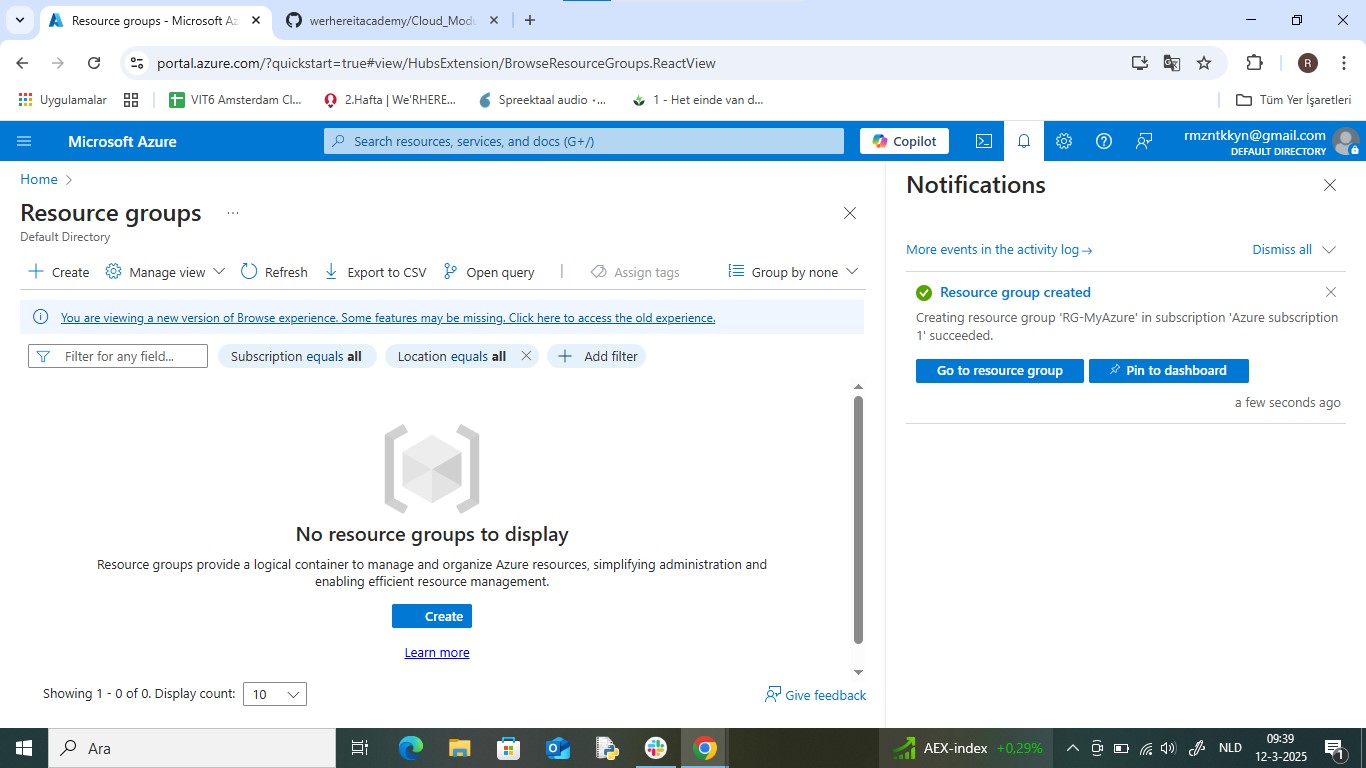 Resource groups - Microsoft Az
werhereitacademy/Cloud_Modu
portal.azure.com/?quickstart=true#view/HubsExtension/BrowseResourceGroups.ReactView
R
Uygulamalar
VIT6 Amsterdam Cl...
2.Hafta | We'RHERE...
Spreektaal audio •...
1 - Het einde van d...
Tüm Yer İşaretleri
Microsoft Azure
Search resources, services, and docs (G+/)
Copilot
rmzntkkyn@gmail.com
DEFAULT DIRECTORY
Home
Resource groups ...
Default Directory
Create
Manage view
Refresh
Export to CSV
Open query
Assign tags
Group by none
You are viewing a new version of Browse experience. Some features may be missing. Click here to access the old experience.
Filter for any field...
Subscription equals all
Location equals all
Add filter
No resource groups to display
Resource groups provide a logical container to manage and organize Azure resources, simplifying administration and
enabling efficient resource management.
Create
Learn more
Showing 1 - 0 of 0. Display count:
10
Give feedback
Notifications
More events in the activity log→
Dismiss all
Resource group created
Creating resource group 'RG-MyAzure' in subscription 'Azure subscription
1' succeeded.
Go to resource group
Pin to dashboard
a few seconds ago
Ara
AEX-index +0,29%
NLD
09:39
12-3-2025
1